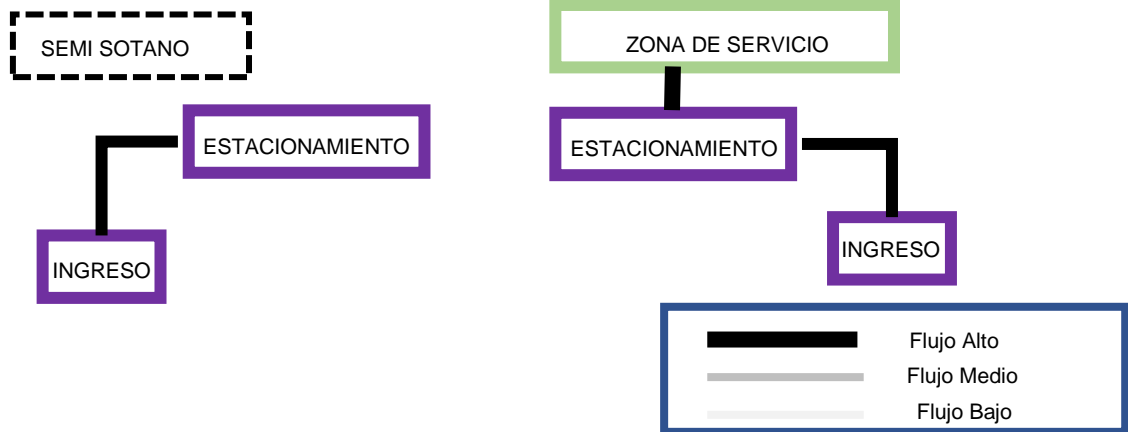 SEMI SOTANO
ZONA DE SERVICIO
ESTACIONAMIENTO
ESTACIONAMIENTO
INGRESO
INGRESO
Flujo Alto
Flujo Medio
Flujo Bajo